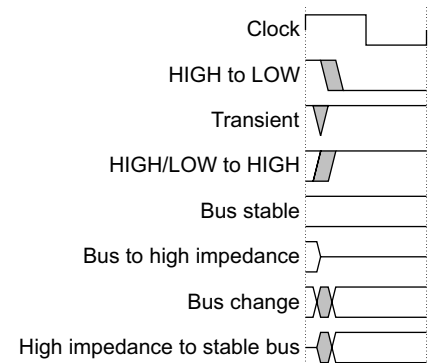 Clock
HIGH to LOW
Transient
HIGH/LOW to HIGH
Bus stable
Bus to high impedance
Bus change
High impedance to stable bus